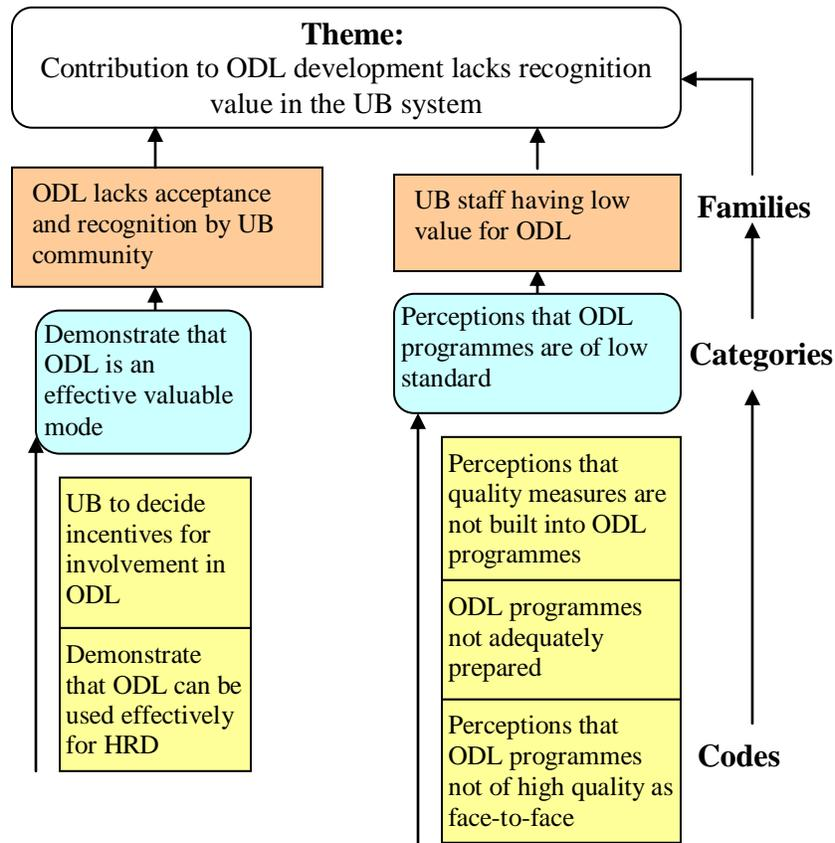 Theme:
Contribution to ODL development lacks recognition
value in the UB system
ODL lacks acceptance
and recognition by UB
community
UB staff having low
value for ODL
Families
Demonstrate that
ODL is an
effective valuable
mode
Perceptions that ODL
programmes are of low
standard
Categories
UB to decide
incentives for
involvement in
ODL
Demonstrate
that ODL can be
used effectively
for HRD
Perceptions that
quality measures are
not built into ODL
programmes
ODL programmes
not adequately
prepared
Perceptions that
ODL programmes
not of high quality as
face-to-face
Codes